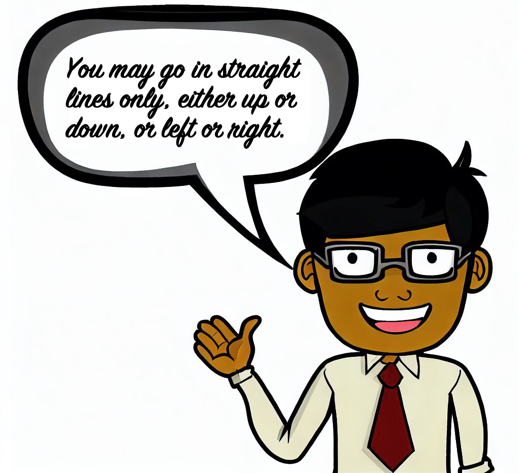 You may go in straight
lines only, either up or
down, or left or right.